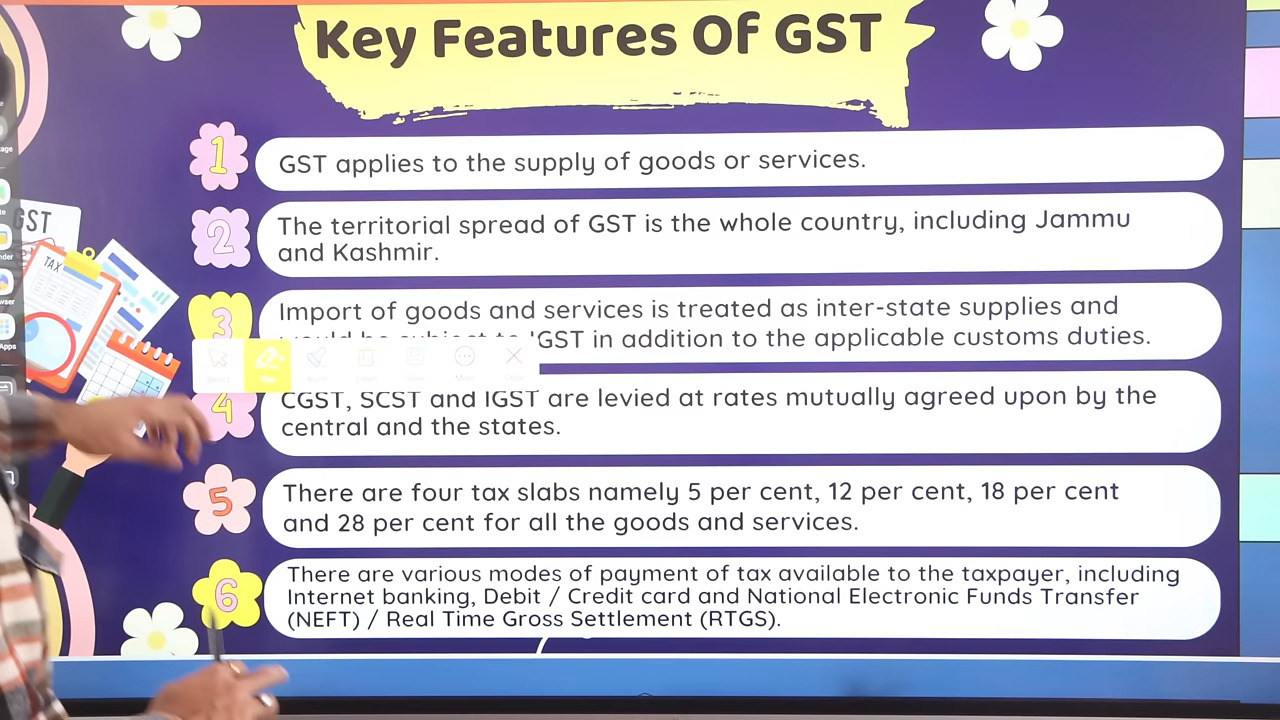 Key Features Of GST
1
GST applies to the supply of goods or services.
2
The territorial spread of GST is the whole country, including Jammu
and Kashmir.
3
Import of goods and services is treated as inter-state supplies and
would be subject to IGST in addition to the applicable customs duties.
4
CGST, SCST and IGST are levied at rates mutually agreed upon by the
central and the states.
5
There are four tax slabs namely 5 per cent, 12 per cent, 18 per cent
and 28 per cent for all the goods and services.
6
There are various modes of payment of tax available to the taxpayer, including
Internet banking, Debit / Credit card and National Electronic Funds Transfer
(NEFT) / Real Time Gross Settlement (RTGS).
GST
TAX
Apps